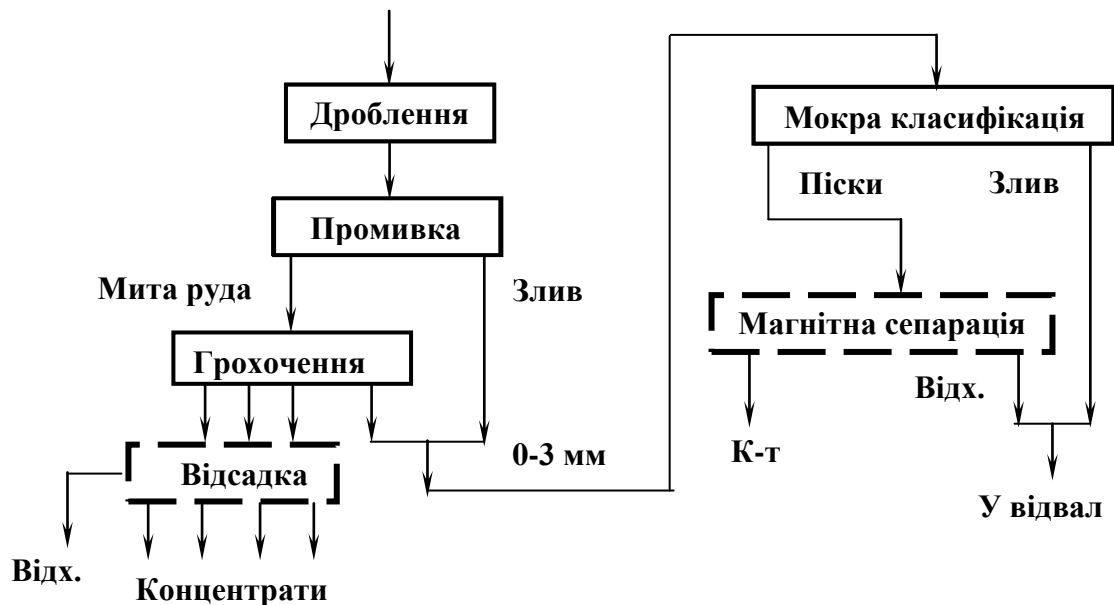 Дроблення
Промивка
Мита руда
Злив
Грохочення
0-3 мм
Відсадка
Відх.
Концентрати
Мокра класифікація
Піски
Злив
Магнітна сепарація
Відх.
К-т
У відвал